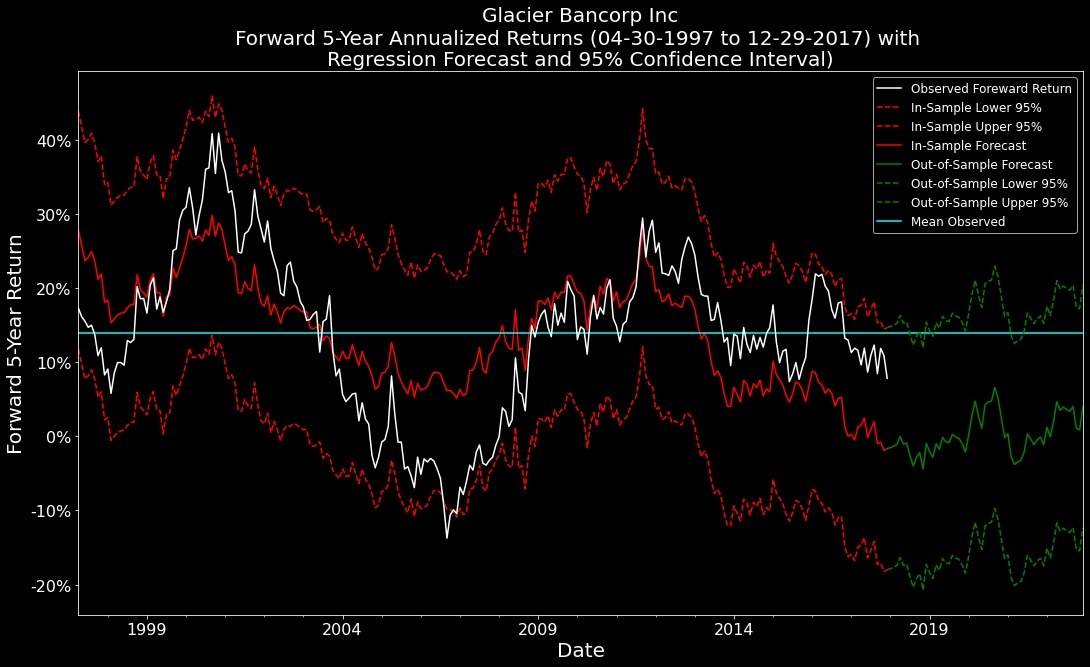 Glacier Bancorp Inc
Forward 5-Year Annualized Returns (04-30-1997 to 12-29-2017) with
Regression Forecast and 95% Confidence Interval)
Observed Foreward Return
In-Sample Lower 95%
In-Sample Upper 95%
In-Sample Forecast
Out-of-Sample Forecast
Out-of-Sample Lower 95%
Out-of-Sample Upper 95%
Mean Observed
Forward 5-Year Return
40%
30%
20%
10%
0%
-10%
-20%
1999
2004
2009
2014
2019
Date